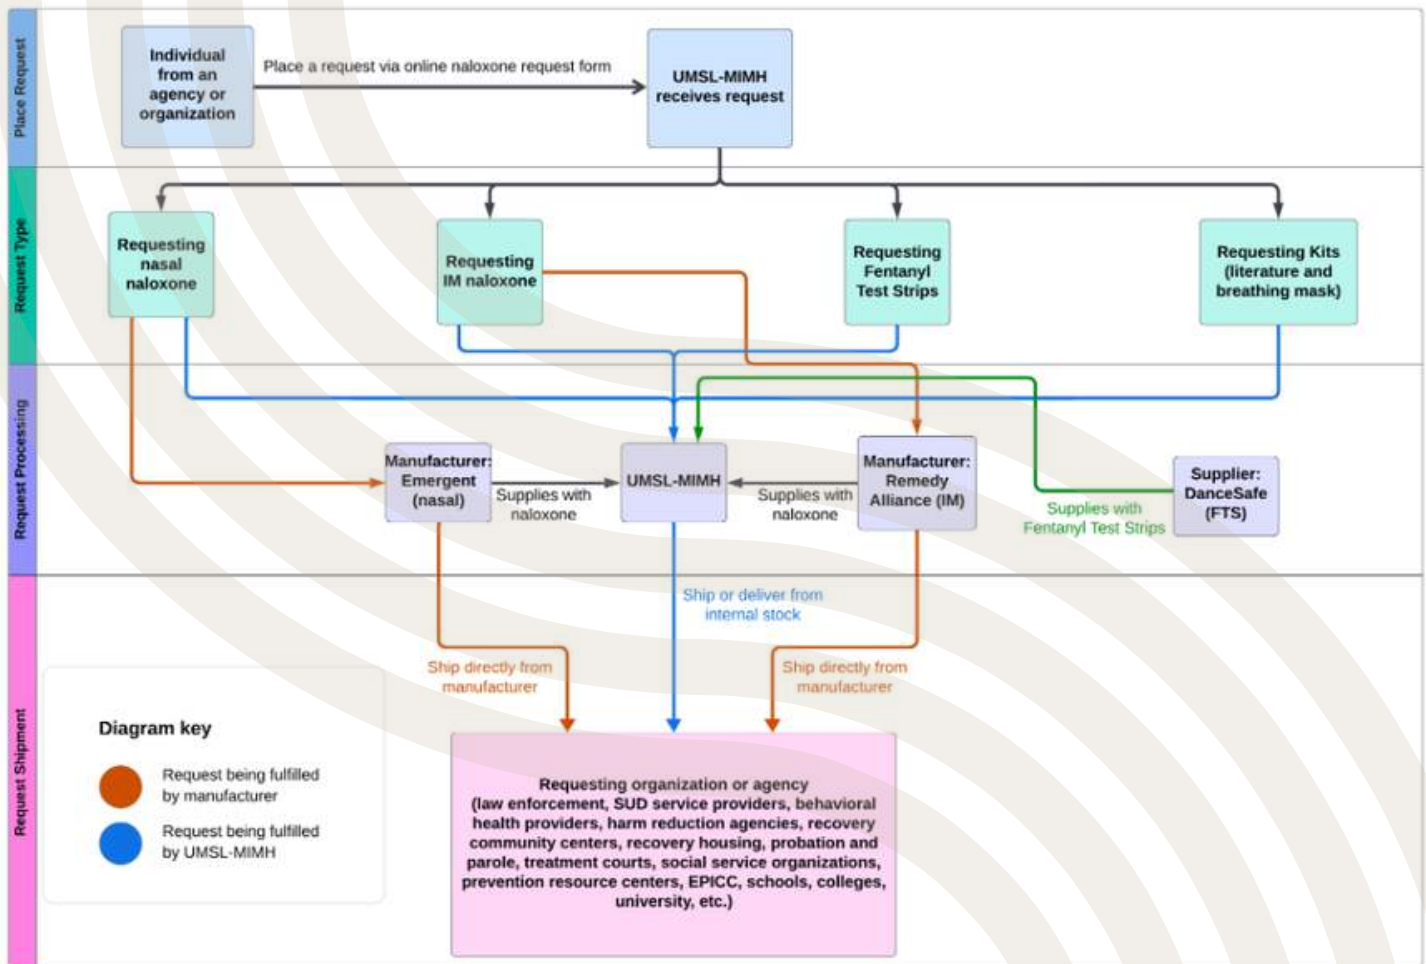 Place Request
Individual
from an
agency or
organization
Place a request via online naloxone request form
UMSL-MIMH
receives request
Request Type
Requesting
nasal
naloxone
Requesting
IM naloxone
Requesting
Fentanyl
Test Strips
Requesting Kits
(literature and
breathing mask)
Request Processing
Manufacturer:
Emergent
(nasal)
Supplies with
naloxone
UMSL-MIMH
Supplies with
naloxone
Manufacturer:
Remedy
Alliance (IM)
Supplies with
Fentanyl Test Strips
Supplier:
DanceSafe
(FTS)
Request Shipment
Ship directly from
manufacturer
Ship or deliver from
internal stock
Ship directly from
manufacturer
Diagram key
Request being fulfilled
by manufacturer
Request being fulfilled
by UMSL-MIMH
Requesting organization or agency
(law enforcement, SUD service providers, behavioral
health providers, harm reduction agencies, recovery
community centers, recovery housing, probation and
parole, treatment courts, social service organizations,
prevention resource centers, EPICC, schools, colleges,
university, etc.)